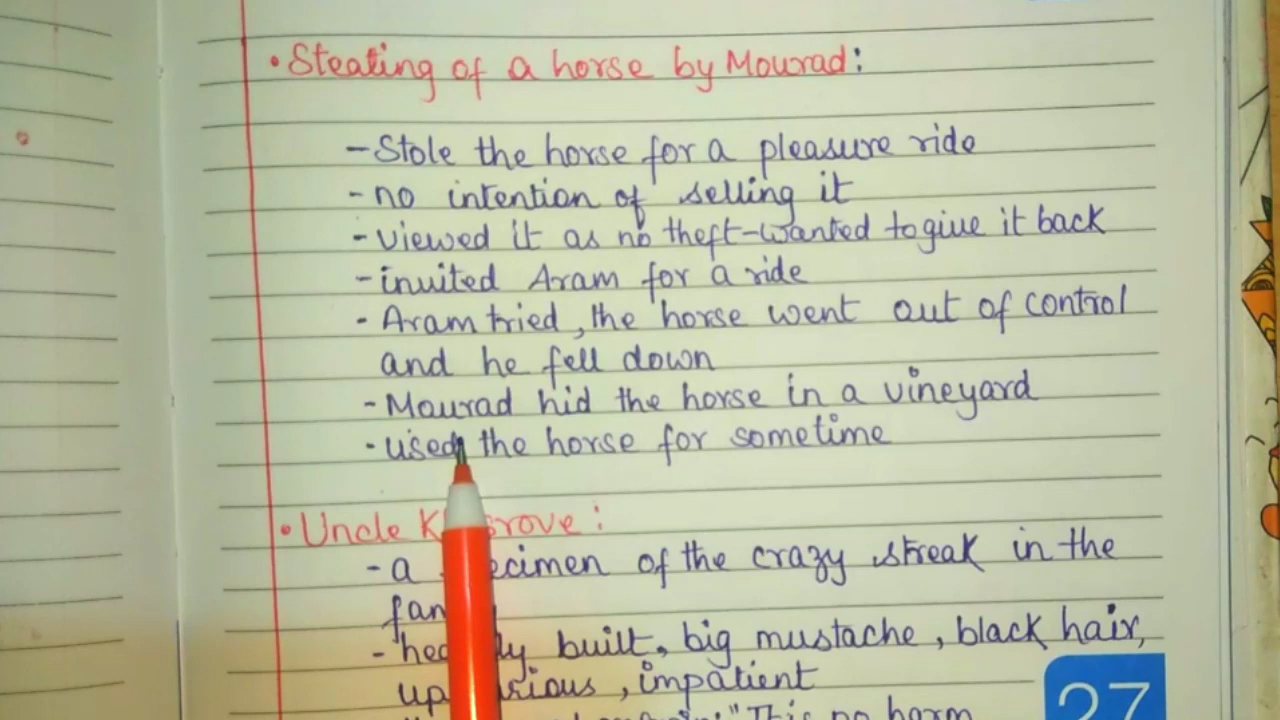 • Stealing of a horse by Mourad:
- Stole the horse for a pleasure ride
- no intention of selling it
- viewed it as no theft - wanted to give it back
- invited Aram for a ride
- Aram tried, the horse went out of control
and he fell down
- Mourad hid the horse in a vineyard
- used the horse for sometime
• Uncle
- a of the crazy streak in the
- built, big mustache, black hair,
, impatient
"This no harm
27